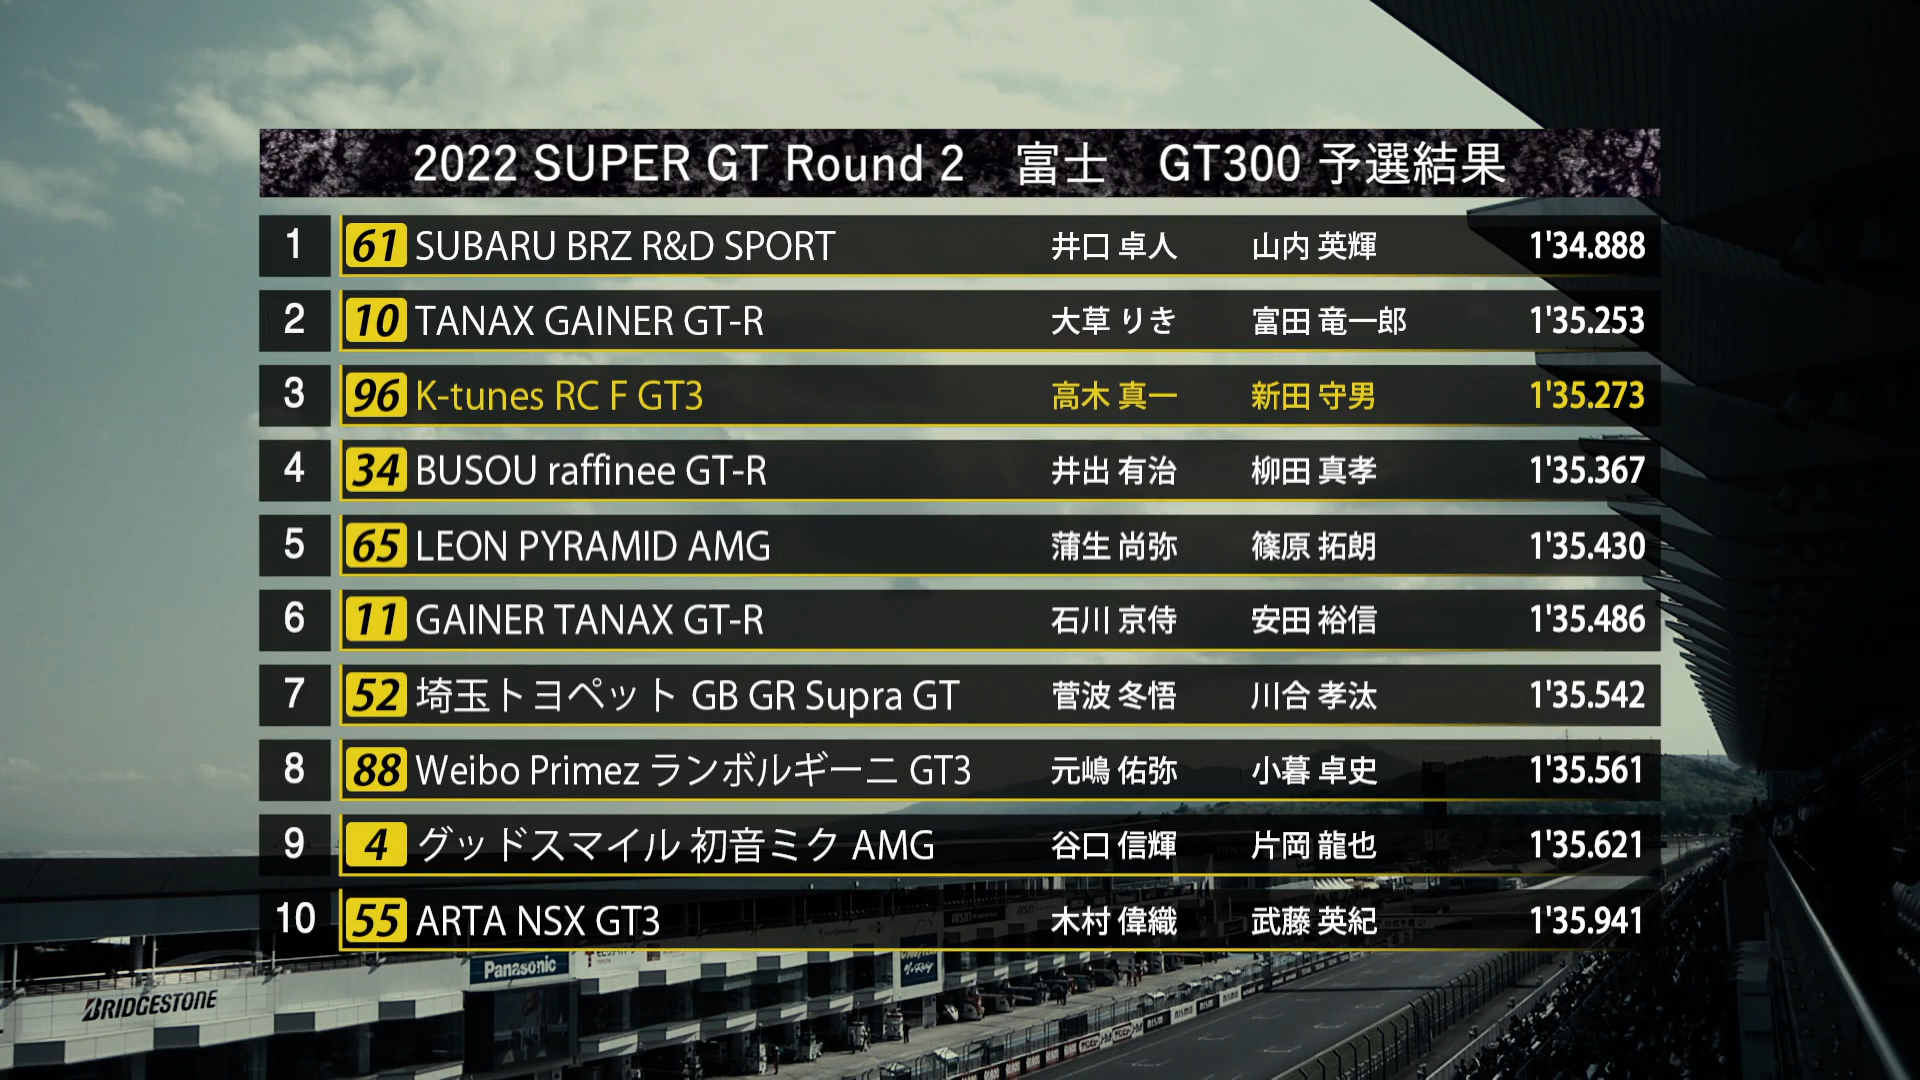 2022 SUPER GT Round 2 富士 GT300 予選結果
1 61 SUBARU BRZ R&D SPORT 井口 卓人 山内 英輝 1'34.888
2 10 TANAX GAINER GT-R 大草 りき 富田 竜一郎 1'35.253
3 96 K-tunes RC F GT3 高木 真一 新田 守男 1'35.273
4 34 BUSOU raffinee GT-R 井出 有治 柳田 真孝 1'35.367
5 65 LEON PYRAMID AMG 蒲生 尚弥 篠原 拓朗 1'35.430
6 11 GAINER TANAX GT-R 石川 京侍 安田 裕信 1'35.486
7 52 埼玉トヨペット GB GR Supra GT 菅波 冬悟 川合 孝汰 1'35.542
8 88 Weibo Primez ランボルギーニ GT3 元嶋 佑弥 小暮 卓史 1'35.561
9 4 グッドスマイル 初音ミク AMG 谷口 信輝 片岡 龍也 1'35.621
10 55 ARTA NSX GT3 木村 偉織 武藤 英紀 1'35.941
Panasonic
BRIDGESTONE